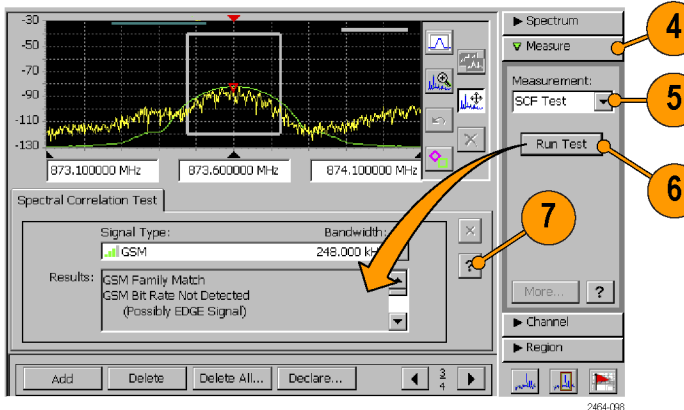 -30
-50
-70
-90
-110
-130
873.100000 MHz 873.600000 MHz 874.100000 MHz
Spectral Correlation Test
Signal Type: Bandwidth:
GSM 248.000
Results:
GSM Family Match
GSM Bit Rate Not Detected
(Possibly EDGE Signal)
?
Add Delete Delete All... Declare...
3
4
Spectrum
Measure
Measurement:
SCF Test
Run Test
More... ?
Channel
Region
4
5
6
7
2464-098